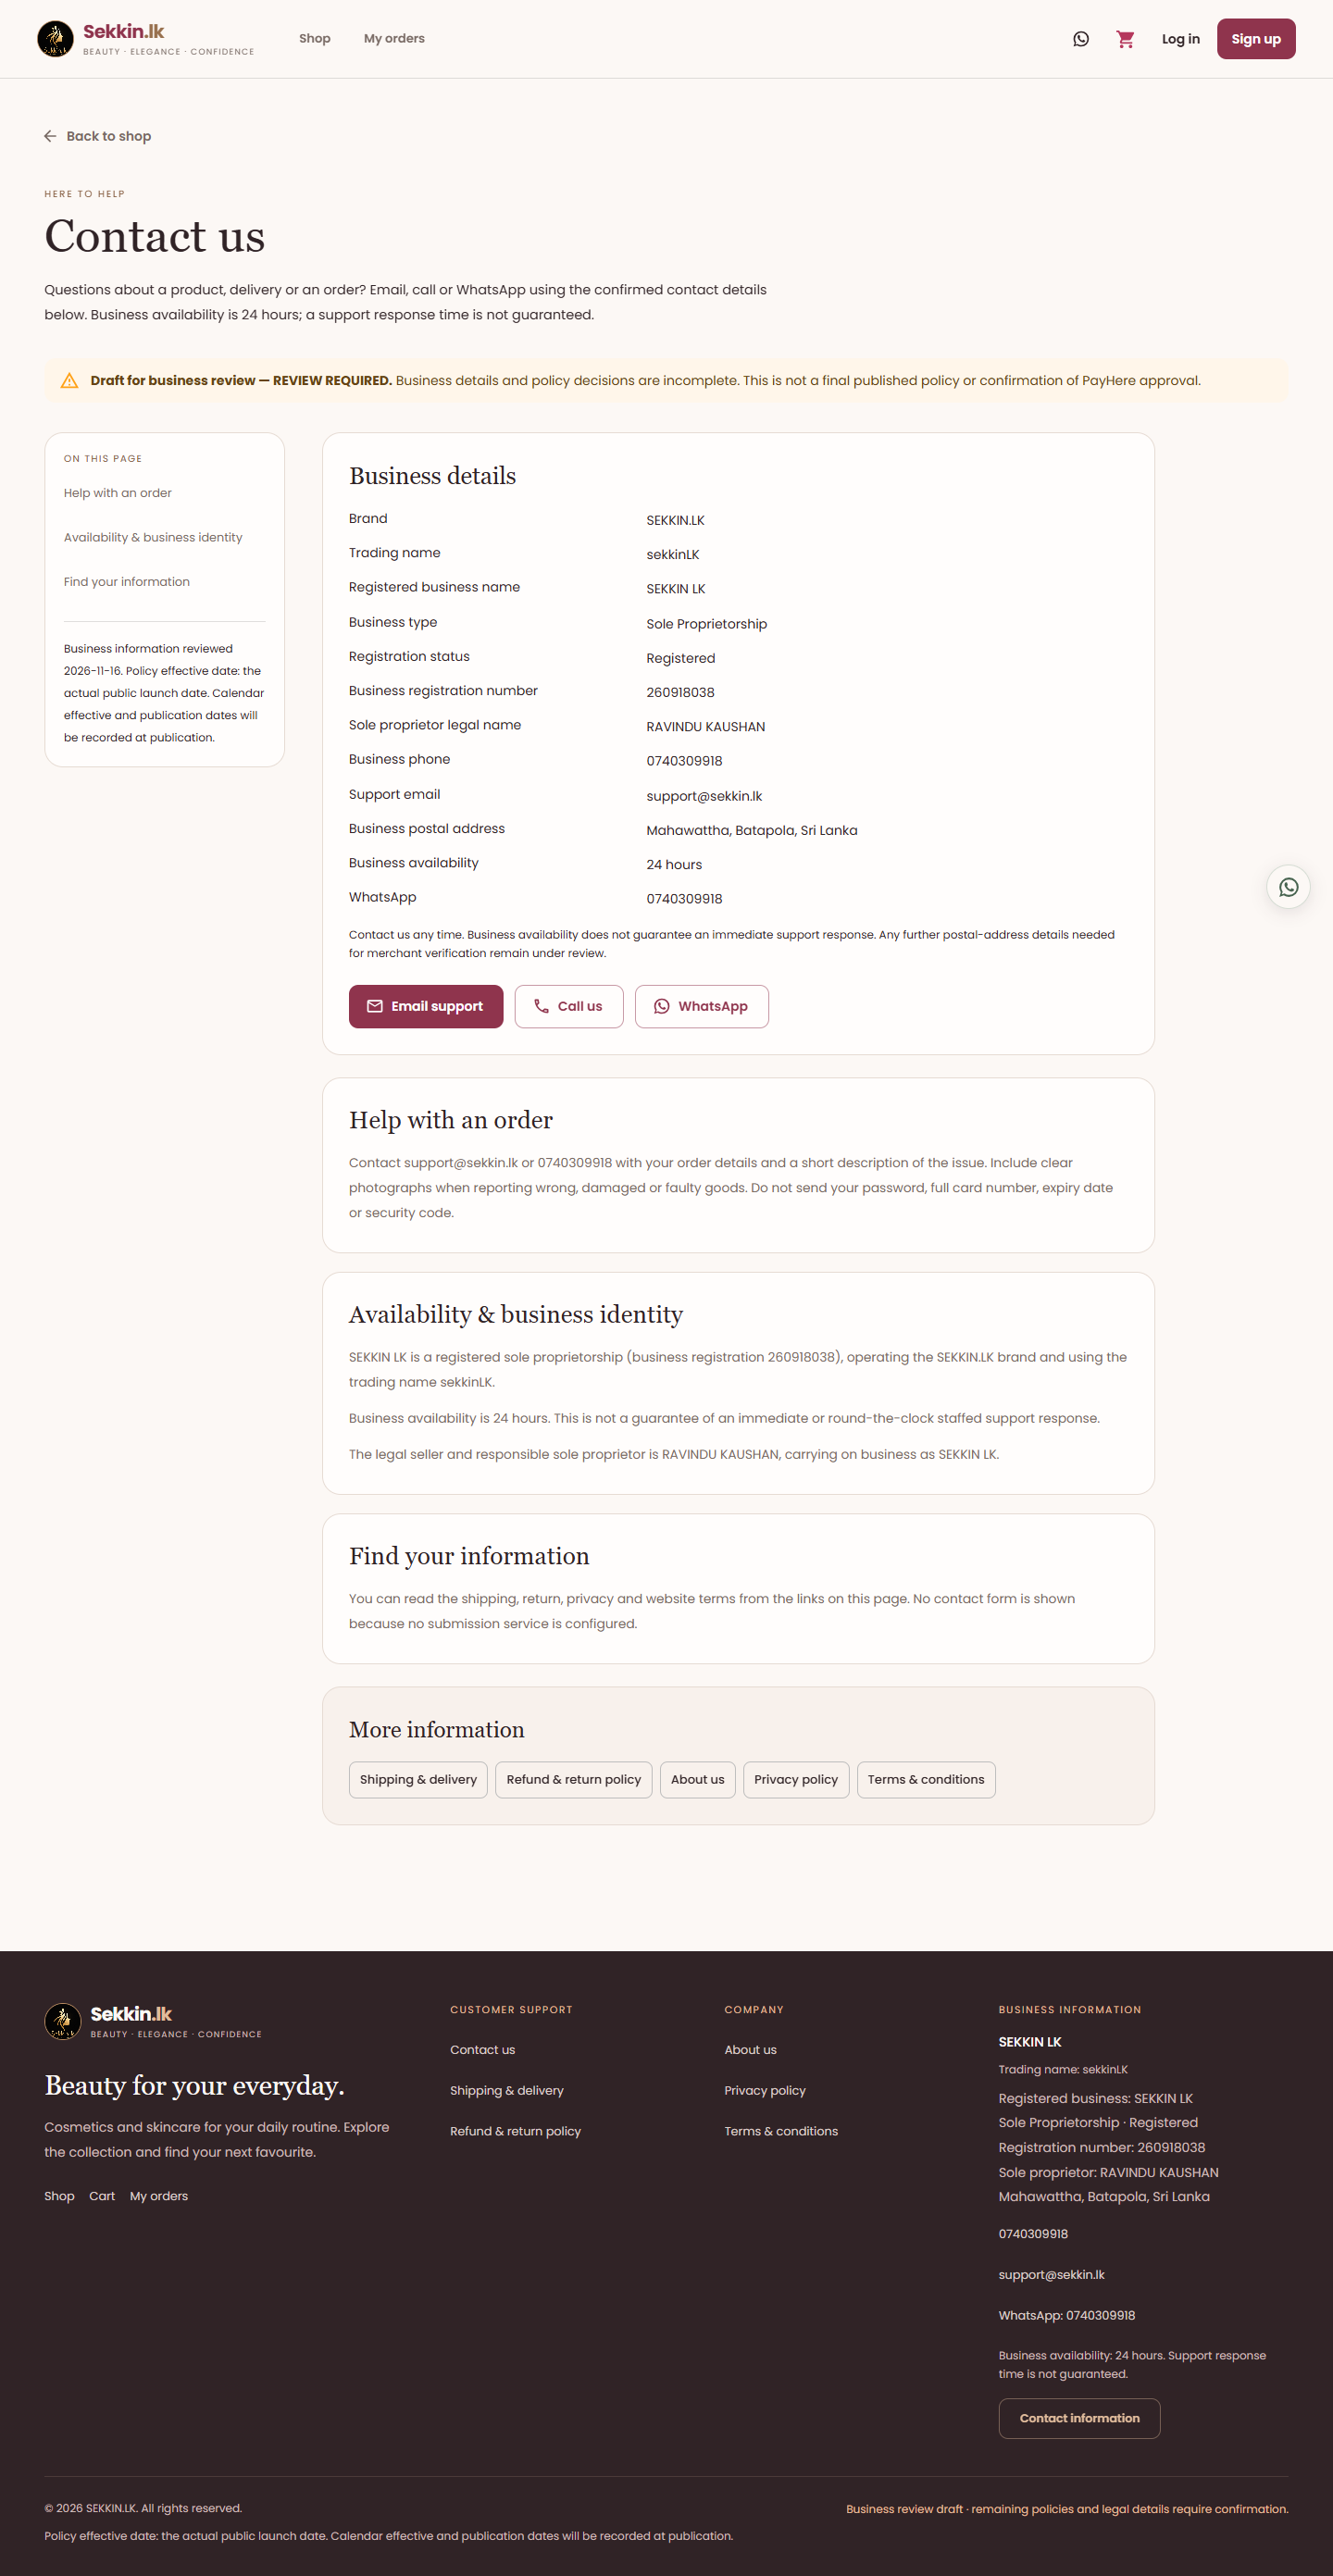 Sekkin.lk
BEAUTY · ELEGANCE · CONFIDENCE
Shop
My orders
Log in
Sign up
Back to shop
HERE TO HELP
Contact us
Questions about a product, delivery or an order? Email, call or WhatsApp using the confirmed contact details
below. Business availability is 24 hours; a support response time is not guaranteed.
Draft for business review — REVIEW REQUIRED. Business details and policy decisions are incomplete. This is not a final published policy or confirmation of PayHere approval.
ON THIS PAGE
Help with an order
Availability & business identity
Find your information
Business information reviewed
2026-11-16. Policy effective date: the
actual public launch date. Calendar
effective and publication dates will
be recorded at publication.
Business details
Brand SEKKIN.LK
Trading name sekkinLK
Registered business name SEKKIN LK
Business type Sole Proprietorship
Registration status Registered
Business registration number 260918038
Sole proprietor legal name RAVINDU KAUSHAN
Business phone 0740309918
Support email support@sekkin.lk
Business postal address Mahawattha, Batapola, Sri Lanka
Business availability 24 hours
WhatsApp 0740309918
Contact us any time. Business availability does not guarantee an immediate support response. Any further postal-address details needed
for merchant verification remain under review.
Email support
Call us
WhatsApp
Help with an order
Contact support@sekkin.lk or 0740309918 with your order details and a short description of the issue. Include clear
photographs when reporting wrong, damaged or faulty goods. Do not send your password, full card number, expiry date
or security code.
Availability & business identity
SEKKIN LK is a registered sole proprietorship (business registration 260918038), operating the SEKKIN.LK brand and using the
trading name sekkinLK.
Business availability is 24 hours. This is not a guarantee of an immediate or round-the-clock staffed support response.
The legal seller and responsible sole proprietor is RAVINDU KAUSHAN, carrying on business as SEKKIN LK.
Find your information
You can read the shipping, return, privacy and website terms from the links on this page. No contact form is shown
because no submission service is configured.
More information
Shipping & delivery
Refund & return policy
About us
Privacy policy
Terms & conditions
Sekkin.lk
BEAUTY · ELEGANCE · CONFIDENCE
Beauty for your everyday.
Cosmetics and skincare for your daily routine. Explore
the collection and find your next favourite.
Shop
Cart
My orders
CUSTOMER SUPPORT
Contact us
Shipping & delivery
Refund & return policy
COMPANY
About us
Privacy policy
Terms & conditions
BUSINESS INFORMATION
SEKKIN LK
Trading name: sekkinLK
Registered business: SEKKIN LK
Sole Proprietorship · Registered
Registration number: 260918038
Sole proprietor: RAVINDU KAUSHAN
Mahawattha, Batapola, Sri Lanka
0740309918
support@sekkin.lk
WhatsApp: 0740309918
Business availability: 24 hours. Support response
time is not guaranteed.
Contact information
© 2026 SEKKIN.LK. All rights reserved.
Business review draft · remaining policies and legal details require confirmation.
Policy effective date: the actual public launch date. Calendar effective and publication dates will be recorded at publication.